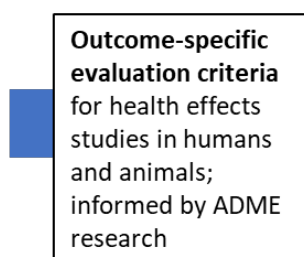 Outcome-specific
evaluation criteria
for health effects
studies in humans
and animals;
informed by ADME
research